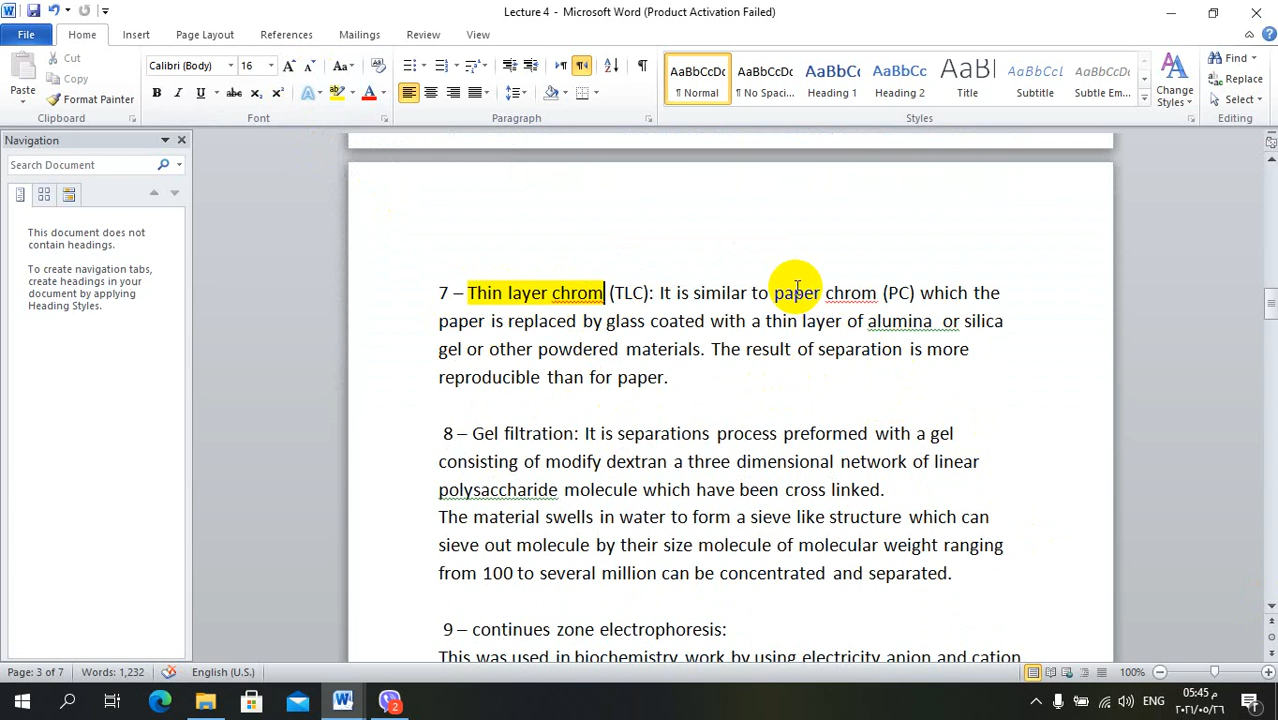 Lecture 4 - Microsoft Word (Product Activation Failed)
File Home Insert Page Layout References Mailings Review View
Paste
Cut
Copy
Format Painter
Clipboard
Calibri (Body) 16
Font
Paragraph
AaBbCcDc AaBbCcDc AaBbCc AaBbCc AaBl AaBbCcl AaBbCcDc
¶ Normal ¶ No Spaci... Heading 1 Heading 2 Title Subtitle Subtle Em...
Change Styles
Styles
Find
Replace
Select
Editing
Navigation
Search Document
This document does not
contain headings.
To create navigation tabs,
create headings in your
document by applying
Heading Styles.
7 – Thin layer chrom (TLC): It is similar to paper chrom (PC) which the
paper is replaced by glass coated with a thin layer of alumina or silica
gel or other powdered materials. The result of separation is more
reproducible than for paper.
8 – Gel filtration: It is separations process preformed with a gel
consisting of modify dextran a three dimensional network of linear
polysaccharide molecule which have been cross linked.
The material swells in water to form a sieve like structure which can
sieve out molecule by their size molecule of molecular weight ranging
from 100 to several million can be concentrated and separated.
9 – continues zone electrophoresis:
This was used in biochemistry work by using electricity anion and cation
Page: 3 of 7 Words: 1,232 English (U.S.) 100%
2
ENG
05:45 م
٢٠٢١/٠٥/٢٦